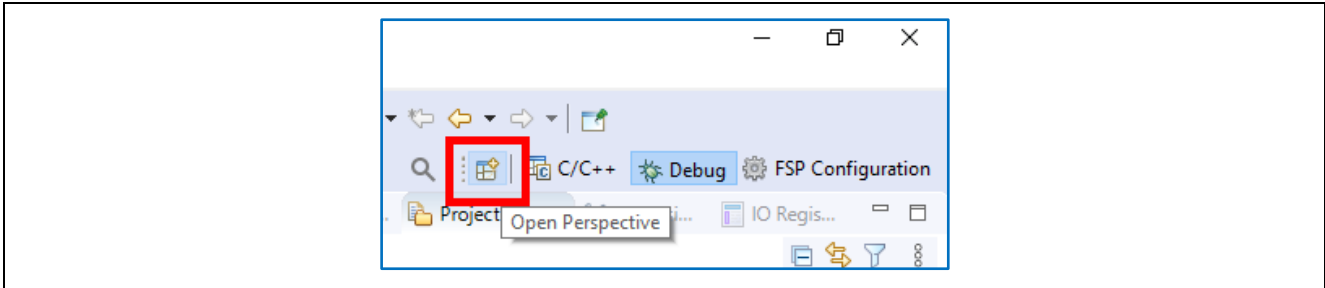 C/C++ Debug FSP Configuration
Project IO Regis...
Open Perspective